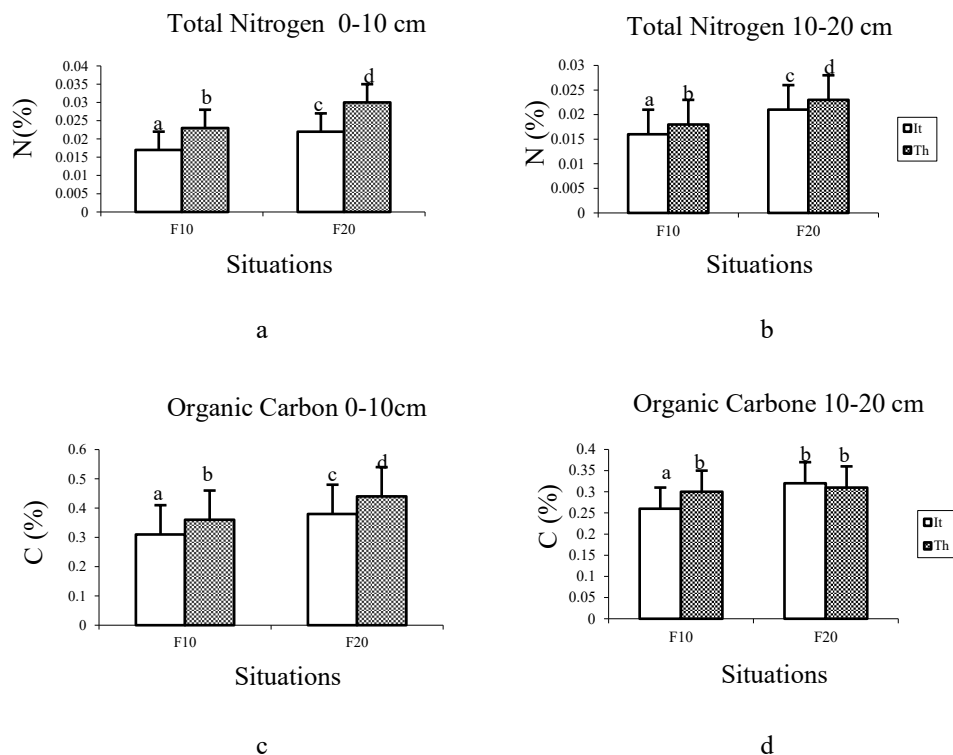 Total Nitrogen 0-10 cm
N(%)
0.04
0.035
0.03
0.025
0.02
0.015
0.01
0.005
0
a
b
c
d
F10
F20
Situations
a
Total Nitrogen 10-20 cm
N (%)
0.03
0.025
0.02
0.015
0.01
0.005
0
a
b
c
d
F10
F20
Situations
It
Th
b
Organic Carbon 0-10cm
C (%)
0.6
0.5
0.4
0.3
0.2
0.1
0
a
b
c
d
F10
F20
Situations
c
Organic Carbone 10-20 cm
C (%)
0.4
0.35
0.3
0.25
0.2
0.15
0.1
0.05
0
a
b
b
b
F10
F20
Situations
It
Th
d